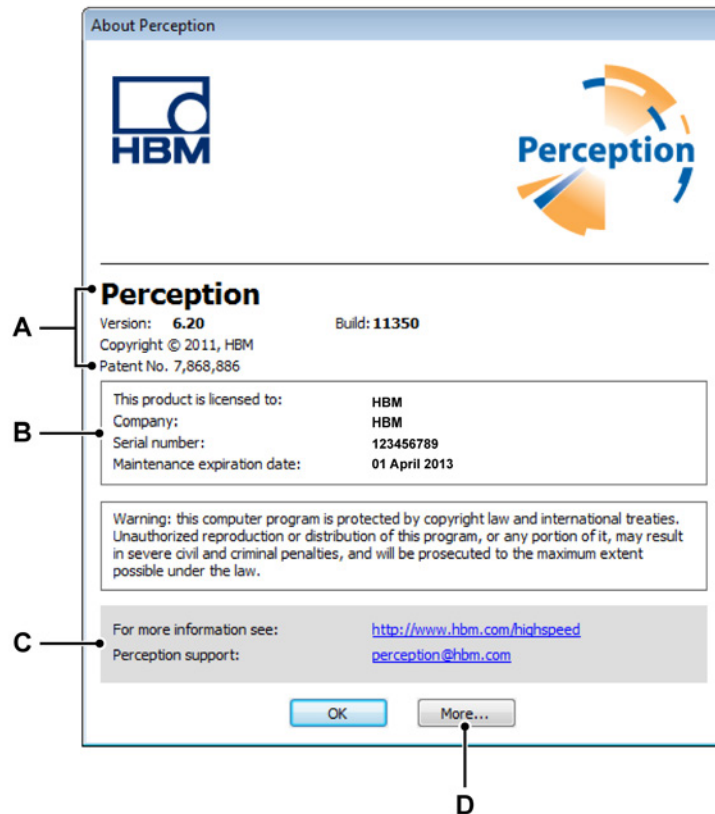 About Perception
HBM
Perception
Perception
Version: 6.20 Build: 11350
Copyright © 2011, HBM
Patent No. 7,868,886
A
This product is licensed to: HBM
Company: HBM
Serial number: 123456789
Maintenance expiration date: 01 April 2013
B
Warning: this computer program is protected by copyright law and international treaties.
Unauthorized reproduction or distribution of this program, or any portion of it, may result
in severe civil and criminal penalties, and will be prosecuted to the maximum extent
possible under the law.
For more information see: http://www.hbm.com/highspeed
Perception support: perception@hbm.com
C
OK More...
D